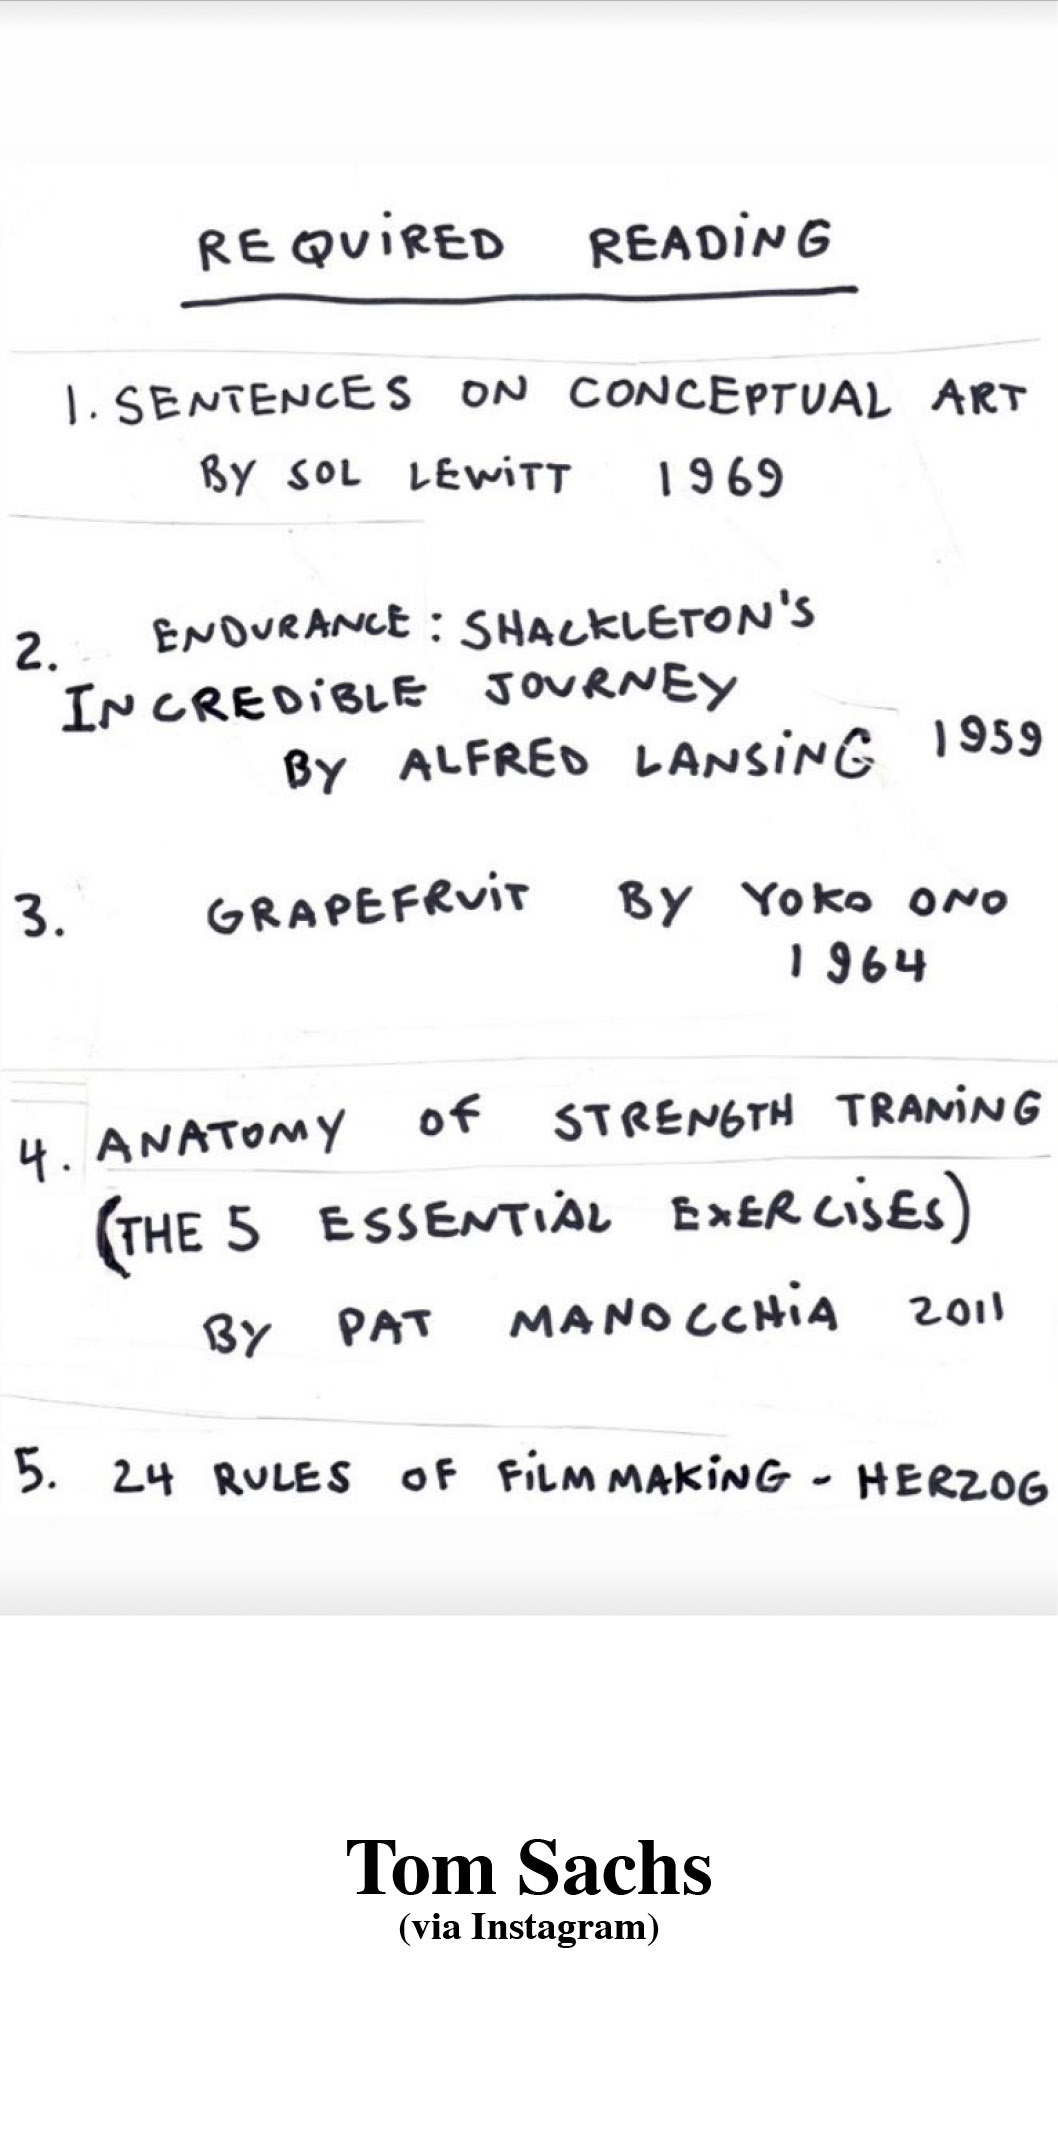 REQUiRED READiNG
1. SENTENCES ON CONCEPTUAL ART
BY SOL LEWiTT 1969
2. ENDURANCE: SHACKLETON'S
INCREDiBLE JOURNEY
BY ALFRED LANSiNG 1959
3. GRAPEFRUiT BY YOKO ONO
1964
4. ANATOMY OF STRENGTH TRANiNG
(THE 5 ESSENTiAL EXERCiSES)
BY PAT MANOCCHiA 2011
5. 24 RULES OF FiLMMAKiNG - HERZOG
Tom Sachs
(via Instagram)